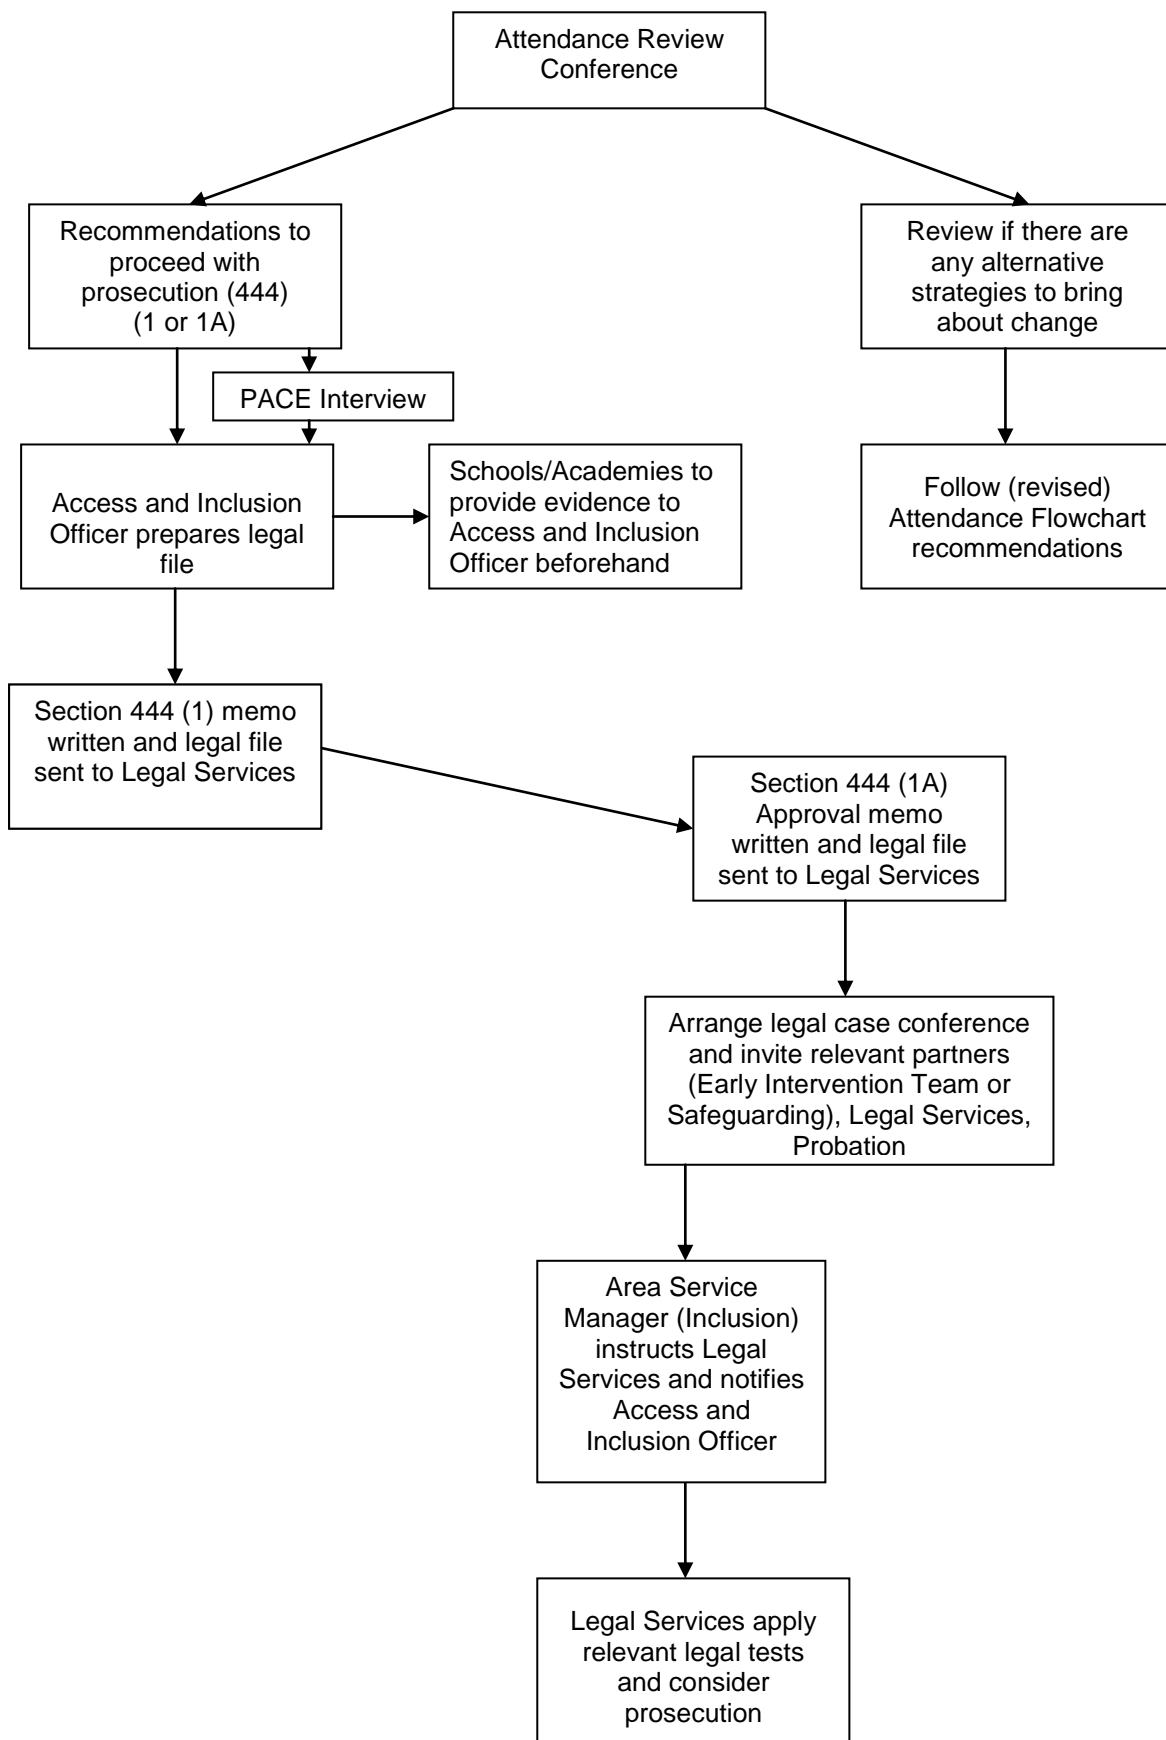 Attendance Review
Conference
Recommendations to
proceed with
prosecution (444)
(1 or 1A)
Review if there are
any alternative
strategies to bring
about change
PACE Interview
Access and Inclusion
Officer prepares legal
file
Schools/Academies to
provide evidence to
Access and Inclusion
Officer beforehand
Follow (revised)
Attendance Flowchart
recommendations
Section 444 (1) memo
written and legal file
sent to Legal Services
Section 444 (1A)
Approval memo
written and legal file
sent to Legal Services
Arrange legal case conference
and invite relevant partners
(Early Intervention Team or
Safeguarding), Legal Services,
Probation
Area Service
Manager (Inclusion)
instructs Legal
Services and notifies
Access and
Inclusion Officer
Legal Services apply
relevant legal tests
and consider
prosecution